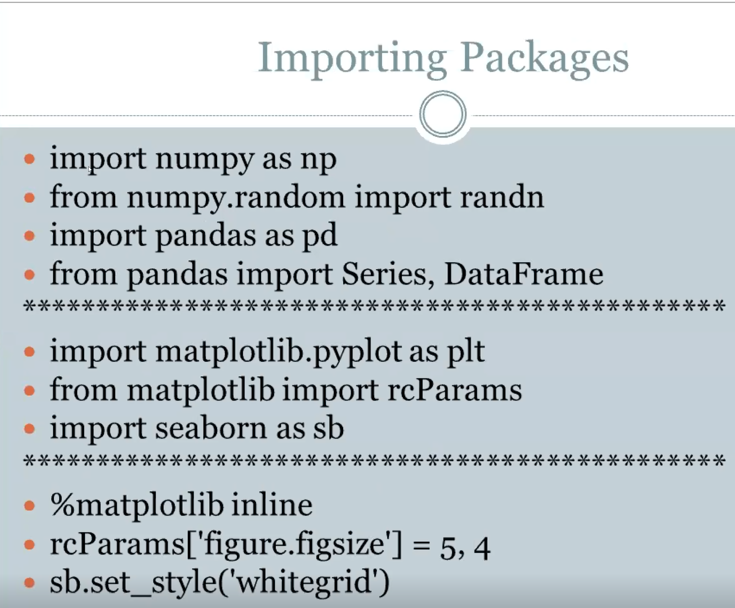 Importing Packages
• import numpy as np
• from numpy.random import randn
• import pandas as pd
• from pandas import Series, DataFrame
************************************************
• import matplotlib.pyplot as plt
• from matplotlib import rcParams
• import seaborn as sb
************************************************
• %matplotlib inline
• rcParams['figure.figsize'] = 5, 4
• sb.set_style('whitegrid')